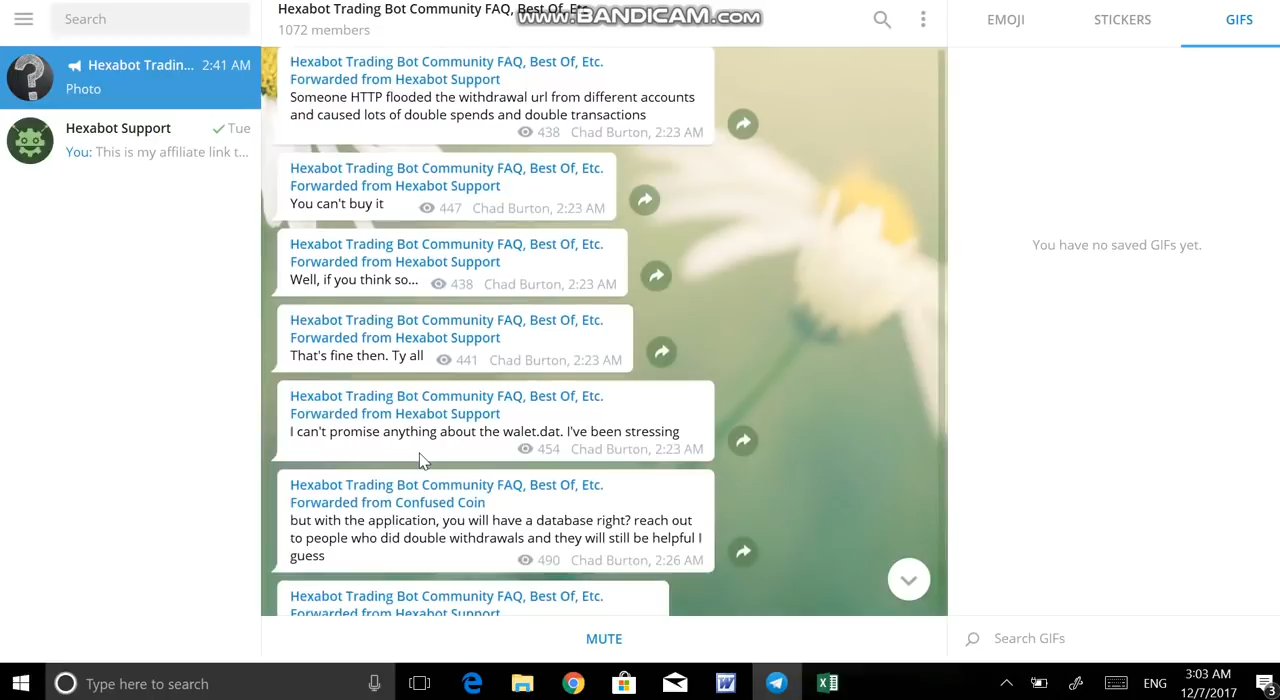 Search
Hexabot Trading Bot Community FAQ, Best Of, Etc.
1072 members
www.BANDICAM.com
EMOJI
STICKERS
GIFS
Hexabot Tradin... 2:41 AM
Photo
Hexabot Support Tue
You: This is my affiliate link t...
Hexabot Trading Bot Community FAQ, Best Of, Etc.
Forwarded from Hexabot Support
Someone HTTP flooded the withdrawal url from different accounts
and caused lots of double spends and double transactions
438 Chad Burton, 2:23 AM
Hexabot Trading Bot Community FAQ, Best Of, Etc.
Forwarded from Hexabot Support
You can't buy it 447 Chad Burton, 2:23 AM
Hexabot Trading Bot Community FAQ, Best Of, Etc.
Forwarded from Hexabot Support
Well, if you think so... 438 Chad Burton, 2:23 AM
Hexabot Trading Bot Community FAQ, Best Of, Etc.
Forwarded from Hexabot Support
That's fine then. Ty all 441 Chad Burton, 2:23 AM
Hexabot Trading Bot Community FAQ, Best Of, Etc.
Forwarded from Hexabot Support
I can't promise anything about the walet.dat. I've been stressing
454 Chad Burton, 2:23 AM
Hexabot Trading Bot Community FAQ, Best Of, Etc.
Forwarded from Confused Coin
but with the application, you will have a database right? reach out
to people who did double withdrawals and they will still be helpful I
guess 490 Chad Burton, 2:26 AM
Hexabot Trading Bot Community FAQ, Best Of, Etc.
Forwarded from Hexabot Support
MUTE
You have no saved GIFs yet.
Search GIFs
Type here to search
ENG
3:03 AM
12/7/2017